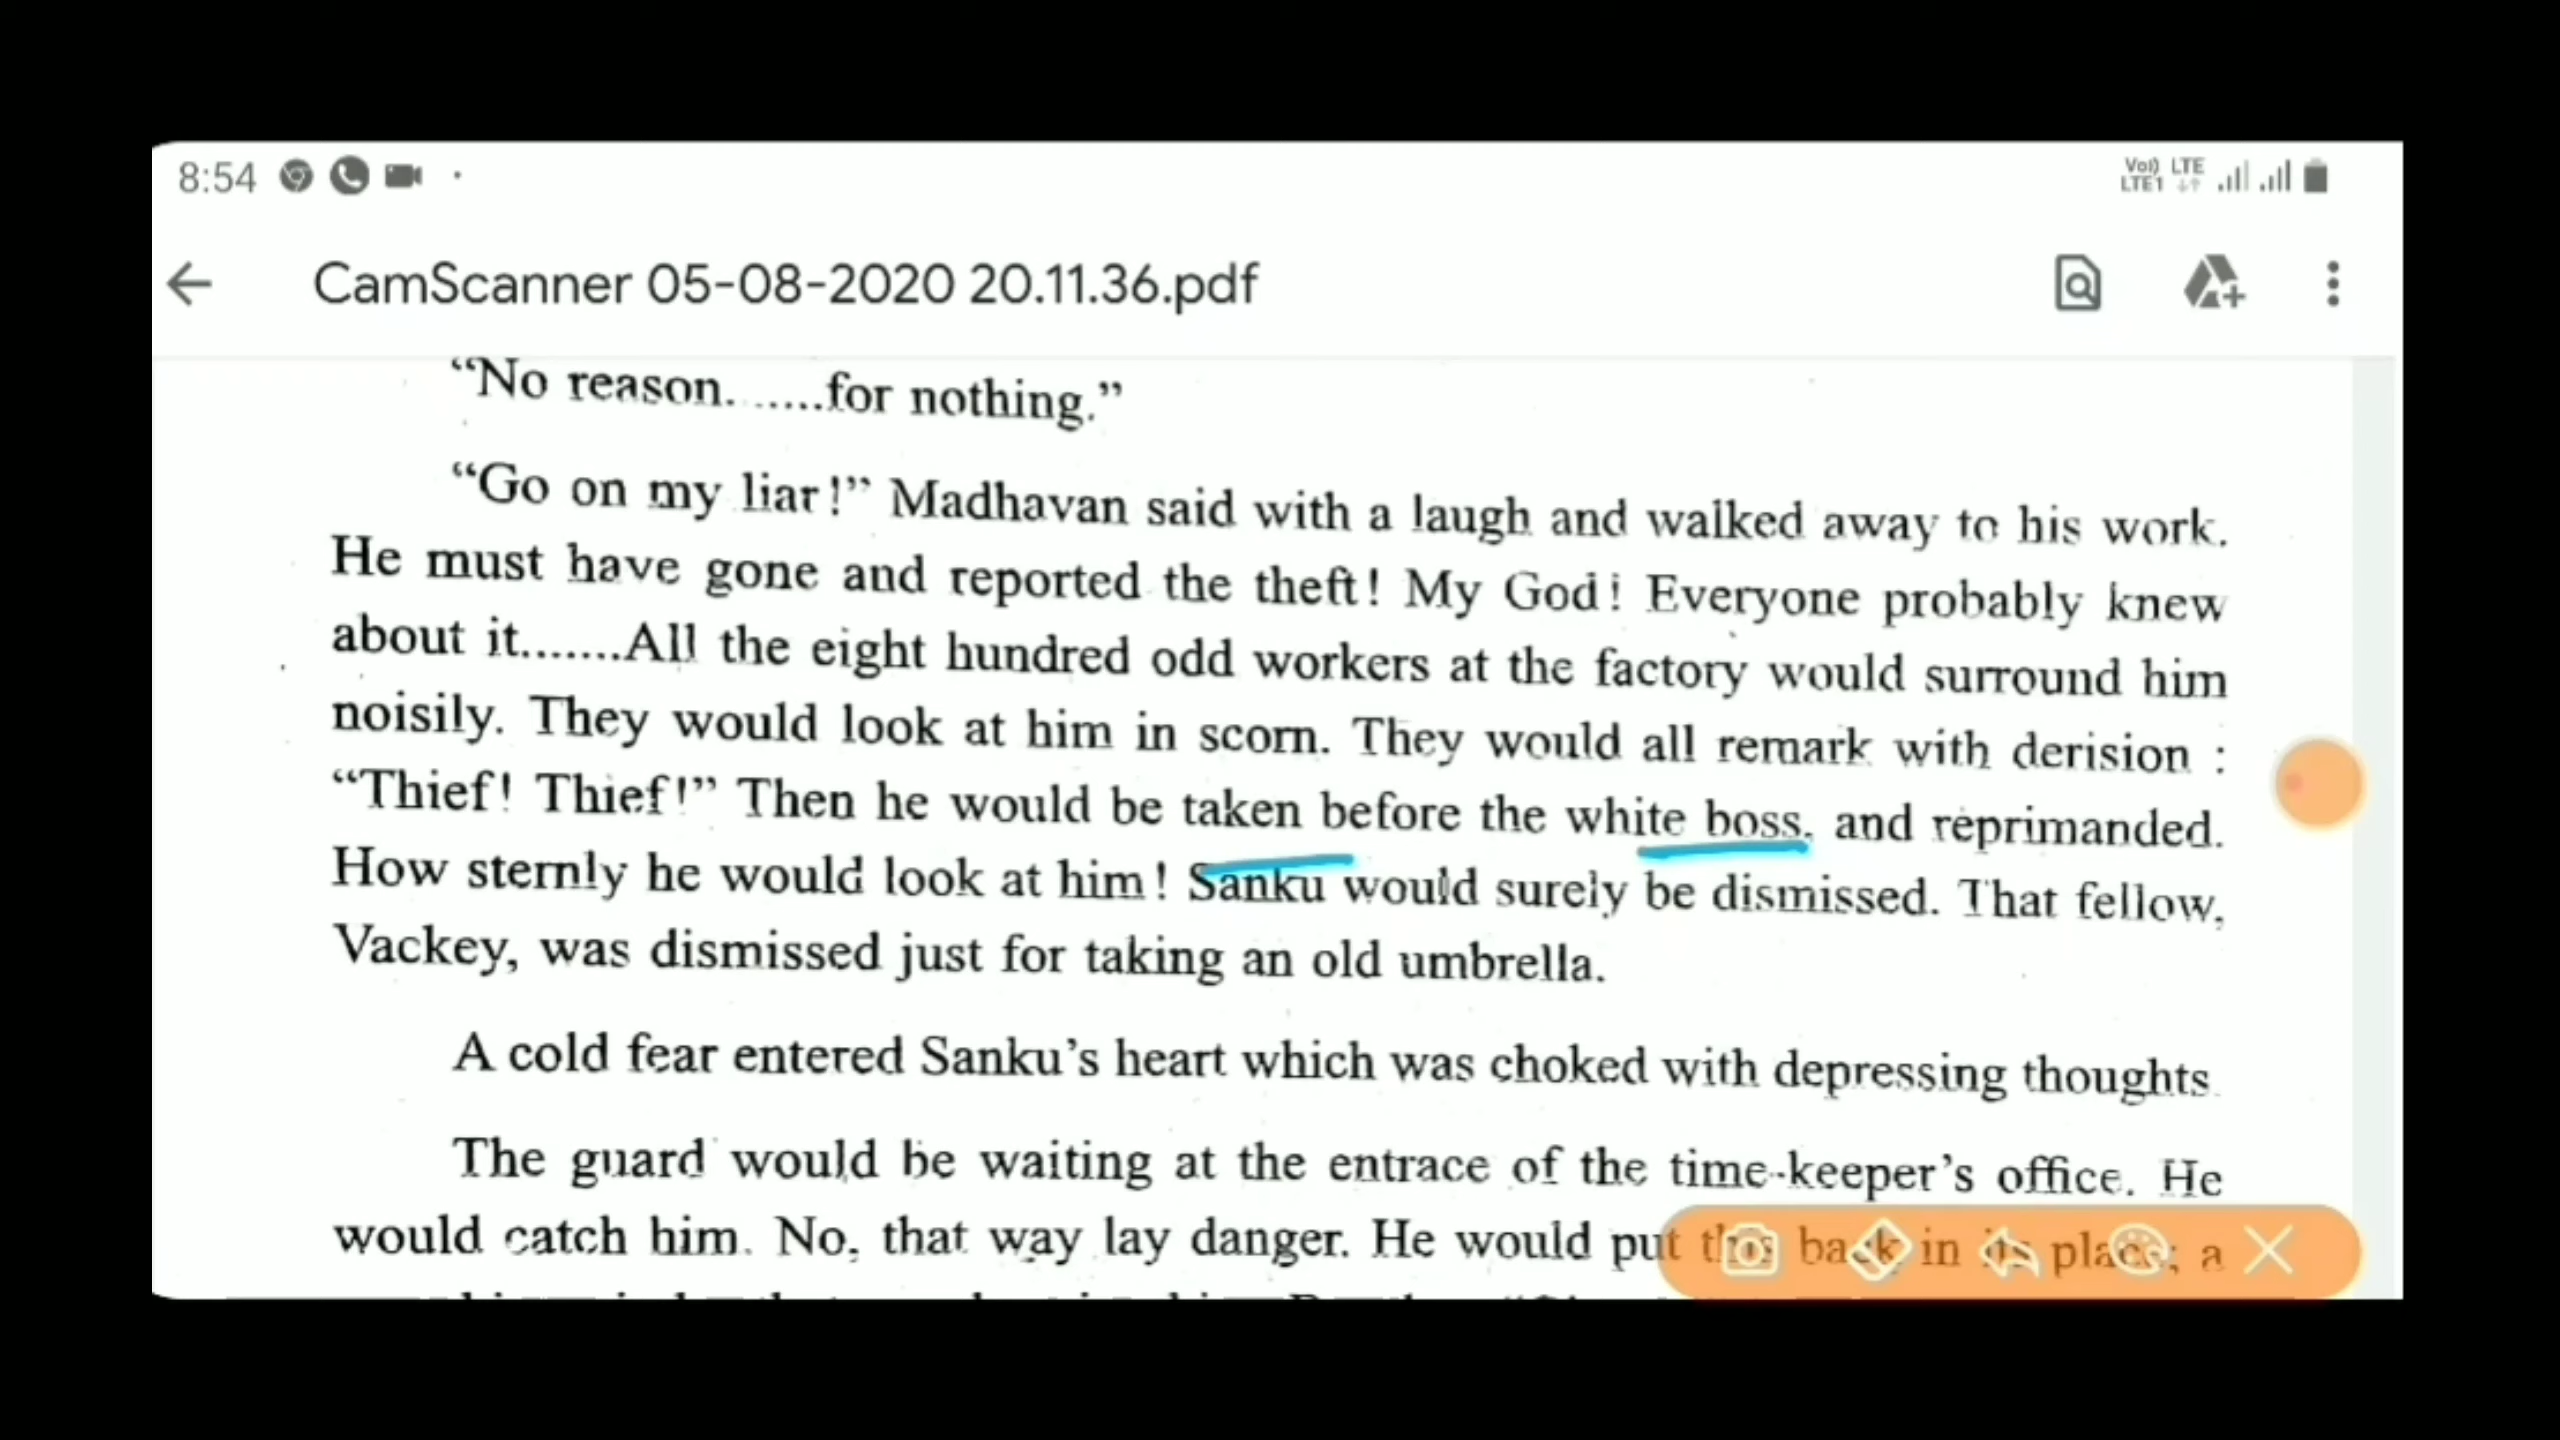 8:54
Vo)) LTE
LTE1
CamScanner 05-08-2020 20.11.36.pdf
“No reason. ......for nothing.”
“Go on my liar!” Madhavan said with a laugh and walked away to his work.
He must have gone and reported the theft! My God! Everyone probably knew
about it.......All the eight hundred odd workers at the factory would surround him
noisily. They would look at him in scorn. They would all remark with derision :
“Thief! Thief!” Then he would be taken before the white boss, and reprimanded.
How sternly he would look at him! Sanku would surely be dismissed. That fellow,
Vackey, was dismissed just for taking an old umbrella.
A cold fear entered Sanku’s heart which was choked with depressing thoughts.
The guard would be waiting at the entrace of the time-keeper’s office. He
would catch him. No, that way lay danger. He would put this back in its place; a